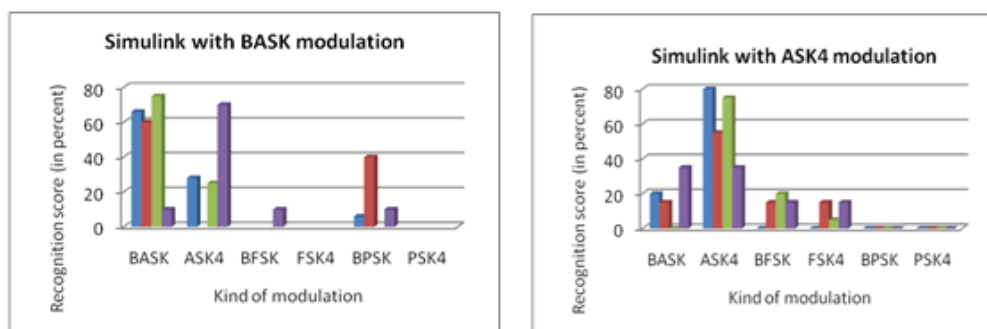 Simulink with BASK modulation
Recognition score (in percent)
80
60
40
20
0
BASK ASK4 BFSK FSK4 BPSK PSK4
Kind of modulation
Simulink with ASK4 modulation
Recognition score (in percent)
80
60
40
20
0
BASK ASK4 BFSK FSK4 BPSK PSK4
Kind of modulation